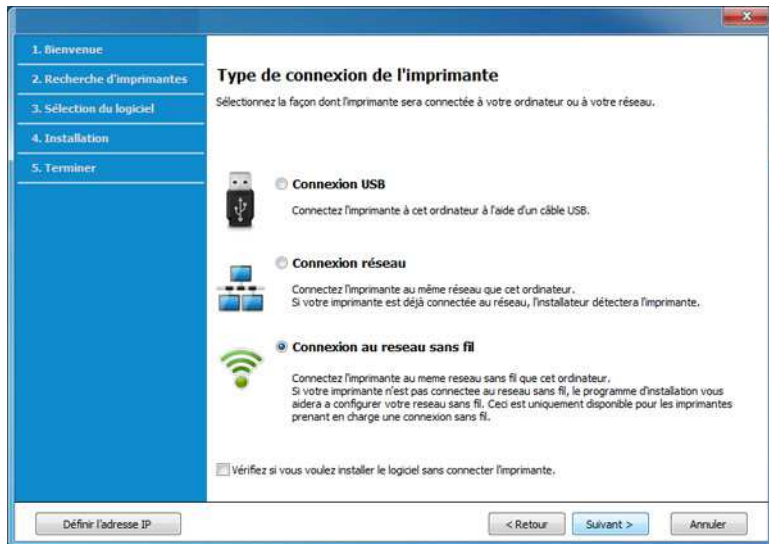 1. Bienvenue
2. Recherche d'imprimantes
3. Sélection du logiciel
4. Installation
5. Terminer
Type de connexion de l'imprimante
Sélectionnez la façon dont l'imprimante sera connectée à votre ordinateur ou à votre réseau.
Connexion USB
Connectez l'imprimante à cet ordinateur à l'aide d'un câble USB.
Connexion réseau
Connectez l'imprimante au même réseau que cet ordinateur.
Si votre imprimante est déjà connectée au réseau, l'installateur détectera l'imprimante.
Connexion au reseau sans fil
Connectez l'imprimante au meme reseau sans fil que cet ordinateur.
Si votre imprimante n'est pas connectee au reseau sans fil, le programme d'installation vous
aidera a configurer votre reseau sans fil. Ceci est uniquement disponible pour les imprimantes
prenant en charge une connexion sans fil.
Vérifiez si vous voulez installer le logiciel sans connecter l'imprimante.
Définir l'adresse IP
< Retour
Suivant >
Annuler